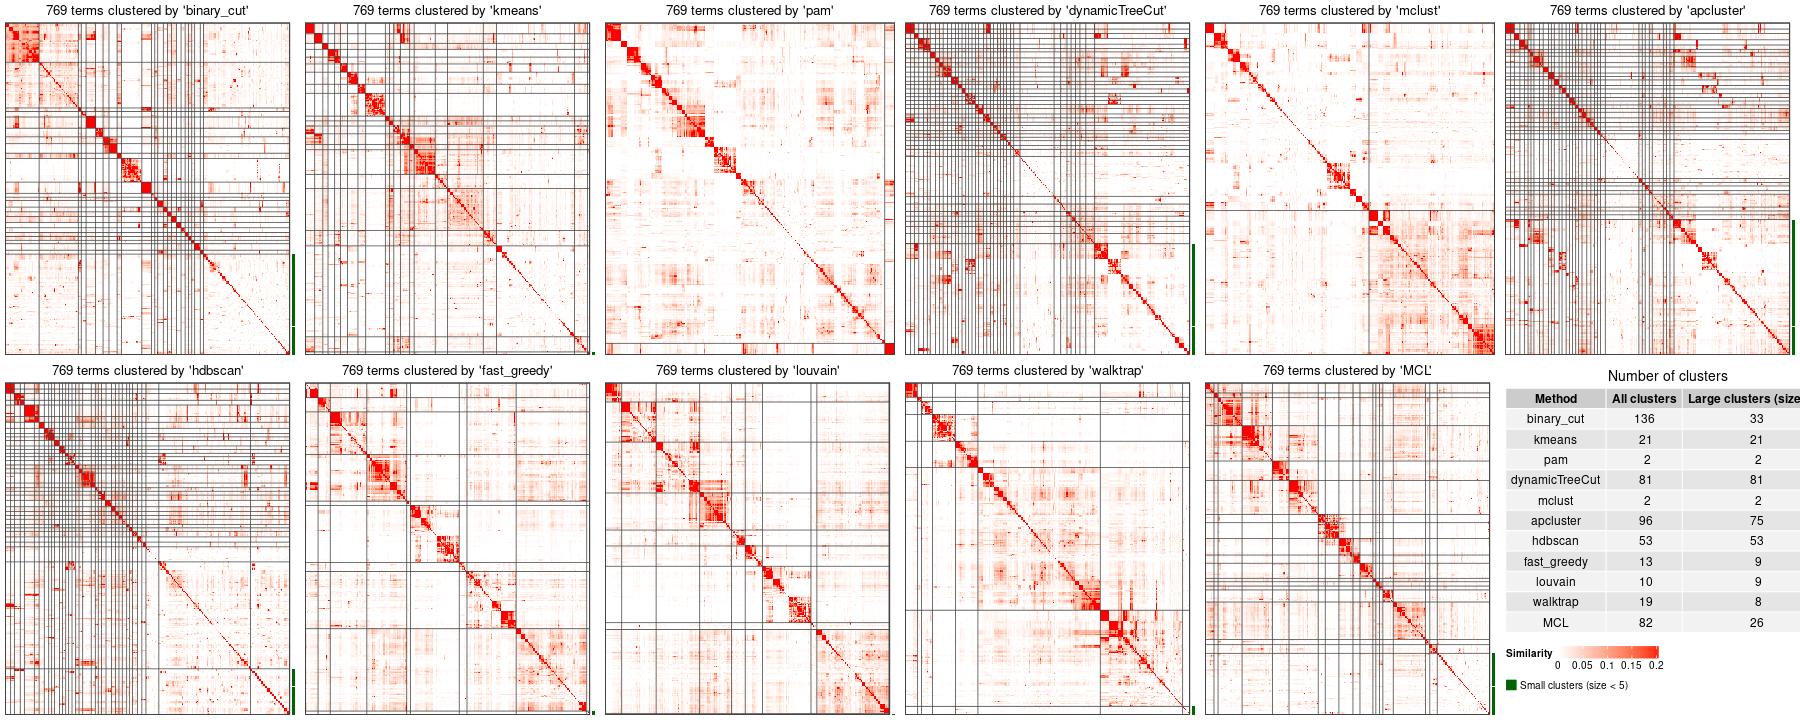 769 terms clustered by 'binary_cut'
769 terms clustered by 'kmeans'
769 terms clustered by 'pam'
769 terms clustered by 'dynamicTreeCut'
769 terms clustered by 'mclust'
769 terms clustered by 'apcluster'
769 terms clustered by 'hdbscan'
769 terms clustered by 'fast_greedy'
769 terms clustered by 'louvain'
769 terms clustered by 'walktrap'
769 terms clustered by 'MCL'
Number of clusters
Method All clusters Large clusters (size
binary_cut 136 33
kmeans 21 21
pam 2 2
dynamicTreeCut 81 81
mclust 2 2
apcluster 96 75
hdbscan 53 53
fast_greedy 13 9
louvain 10 9
walktrap 19 8
MCL 82 26
Similarity
0 0.05 0.1 0.15 0.2
Small clusters (size < 5)